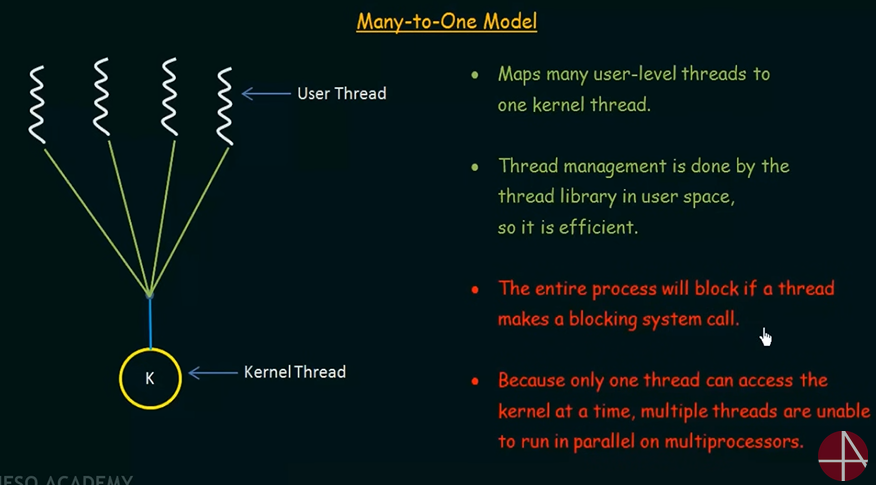 Many-to-One Model
User Thread
Kernel Thread
K
• Maps many user-level threads to
one kernel thread.
• Thread management is done by the
thread library in user space,
so it is efficient.
• The entire process will block if a thread
makes a blocking system call.
• Because only one thread can access the
kernel at a time, multiple threads are unable
to run in parallel on multiprocessors.
ESO ACADEMY